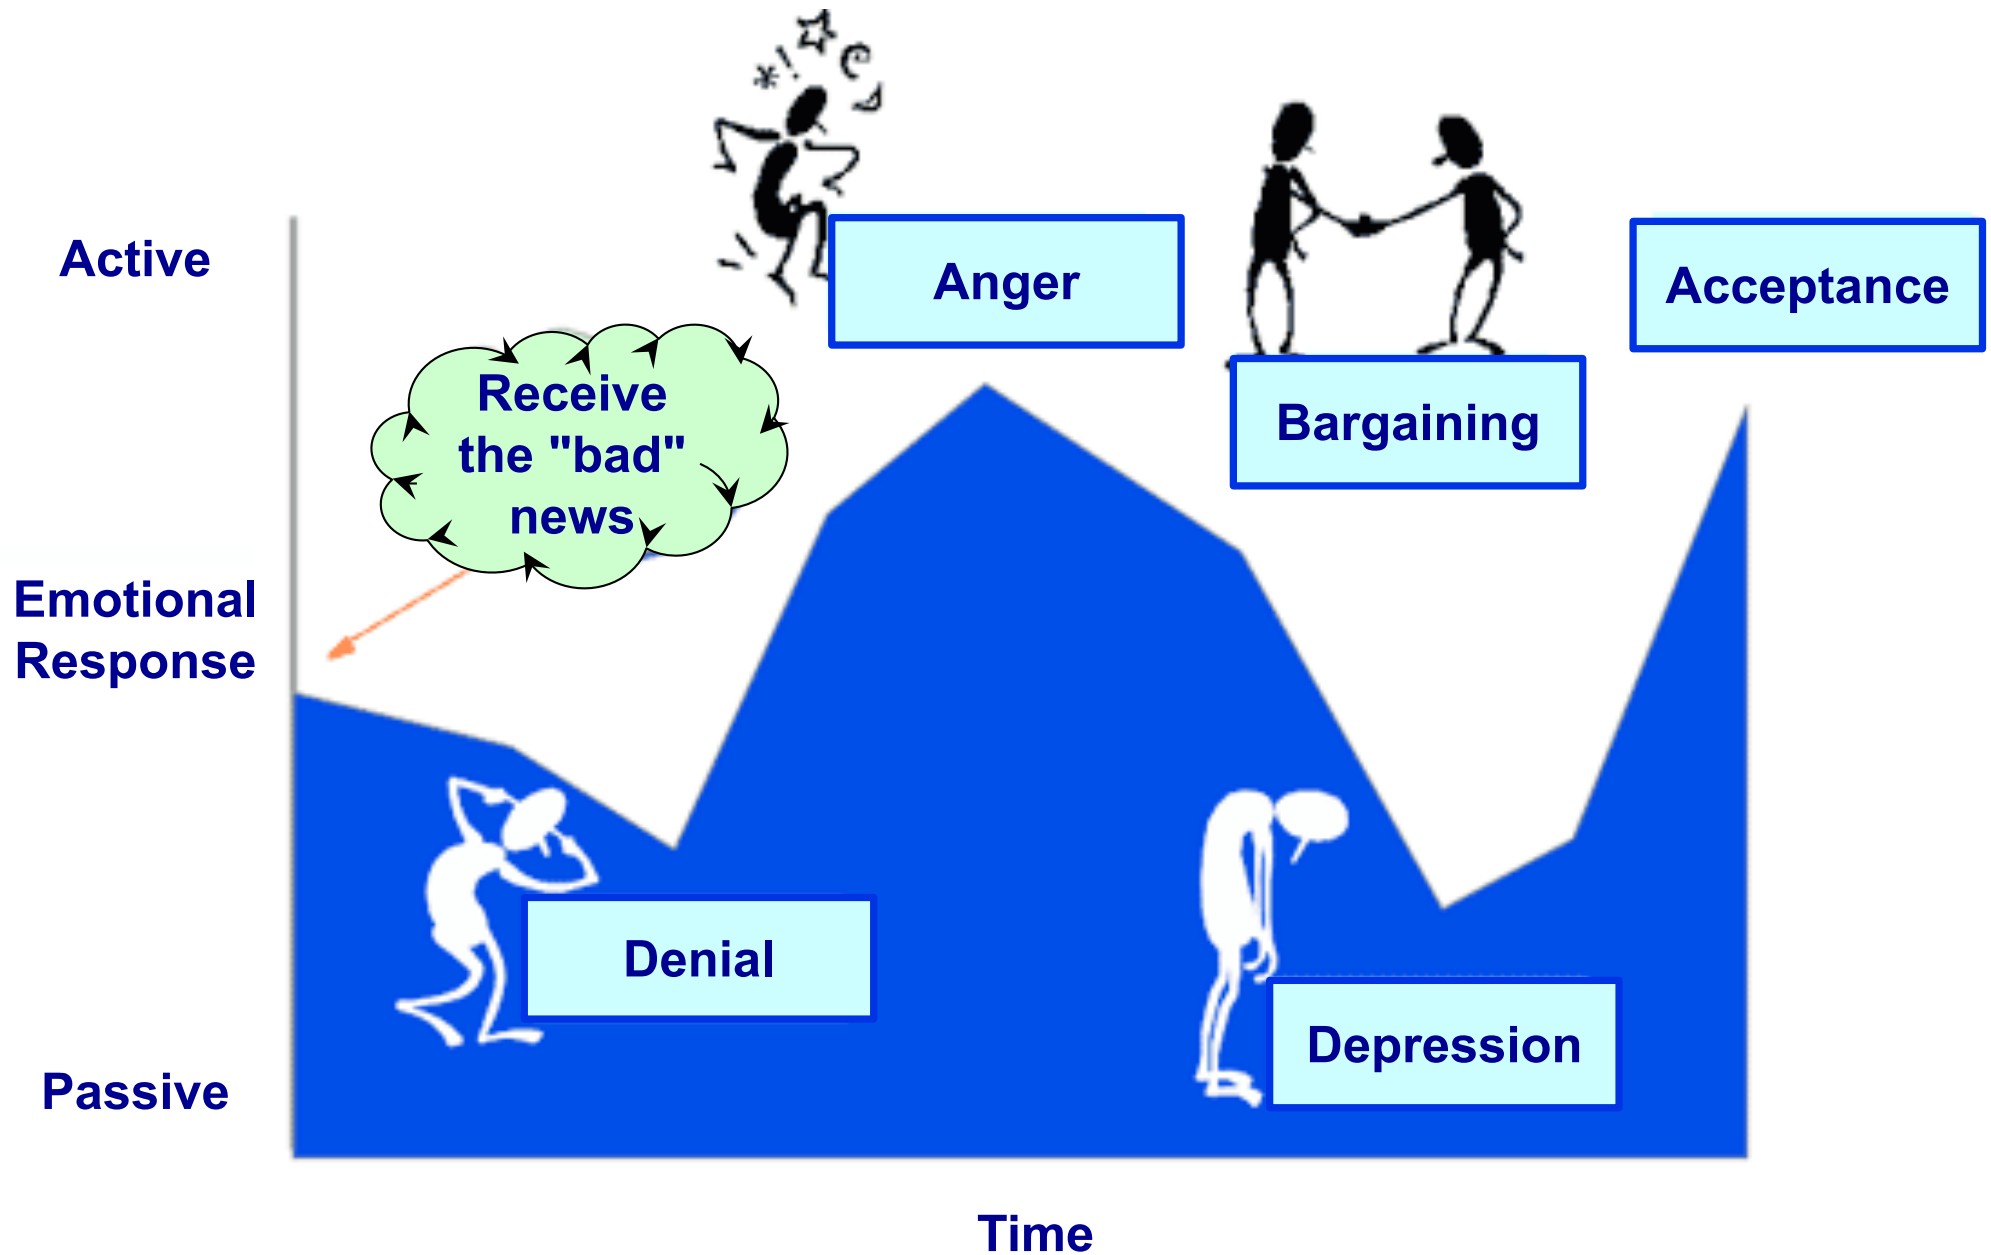 Active
Anger
Acceptance
Receive
the "bad"
news
Bargaining
Emotional
Response
Denial
Depression
Passive
Time